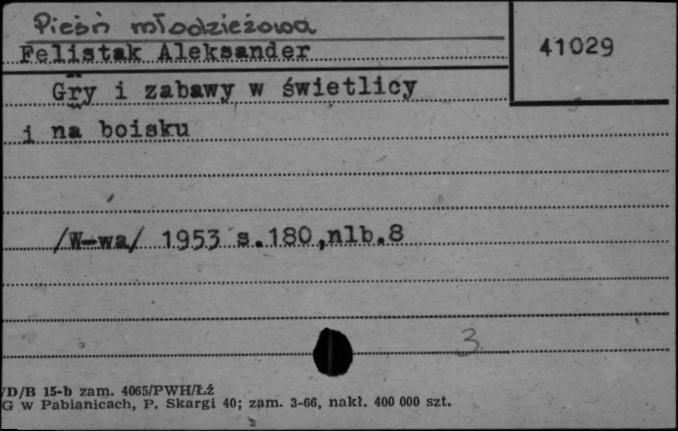 Pieśń młodzieżowa
Felistak Aleksander
41029
Gry i zabawy w świetlicy
i na boisku
/W-wa/ 1953 s.180,nlb.8
3
/D/B 15-b zam. 4065/PWH/Łź
G w Pabianicach, P. Skargi 40; zam. 3-66, nakł. 400 000 szt.